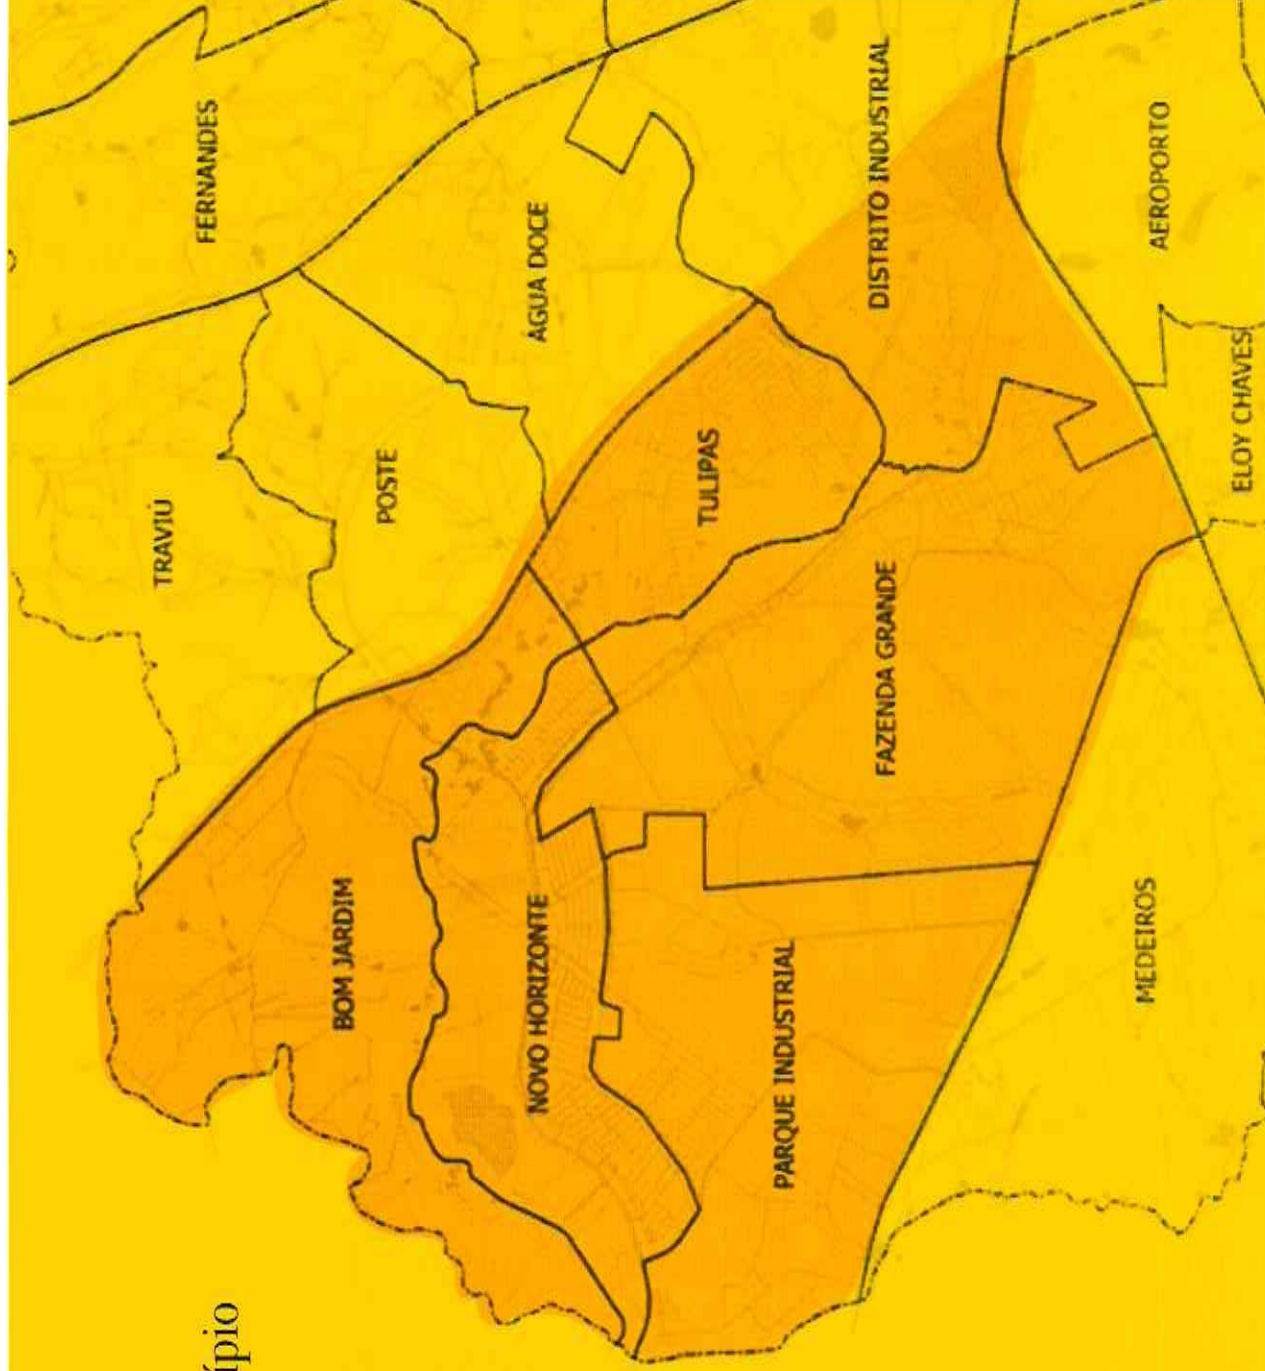 ípio
TRAVIÚ
FERNANDES
BOM JARDIM
POSTE
NOVO HORIZONTE
ÁGUA DOCE
TULIPAS
PARQUE INDUSTRIAL
FAZENDA GRANDE
DISTRITO INDUSTRIAL
MEDEIROS
AEROPORTO
ELOY CHAVES